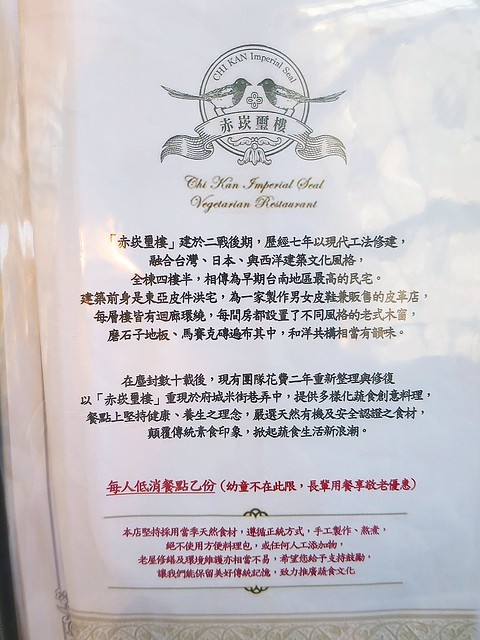 CHI KAN Imperial Seal
赤崁璽樓
Chi Kan Imperial Seal
Vegetarian Restaurant
「赤崁璽樓」建於二戰後期，歷經七年以現代工法修建，
融合台灣、日本、與西洋建築文化風格，
全棟四樓半，相傳為早期台南地區最高的民宅。
建築前身是東亞皮件洪宅，為一家製作男女皮鞋兼販售的皮革店，
每層樓皆有迴廊環繞，每間房都設置了不同風格的老式木窗，
磨石子地板、馬賽克磚遍布其中，和洋共構相當有韻味。
在塵封數十載後，現有團隊花費二年重新整理與修復
以「赤崁璽樓」重現於府城米街巷弄中，提供多樣化蔬食創意料理，
餐點上堅持健康、養生之理念，嚴選天然有機及安全認證之食材，
顛覆傳統素食印象，掀起蔬食生活新浪潮。
每人低消餐點乙份（幼童不在此限，長輩用餐享敬老優惠）
本店堅持採用當季天然食材，遵循正統方式，手工製作、熬煮，
絕不使用方便料理包，或任何人工添加物，
老屋修繕及環境維護亦相當不易，希望您給予支持鼓勵，
讓我們能保留美好傳統記憶，致力推廣蔬食文化